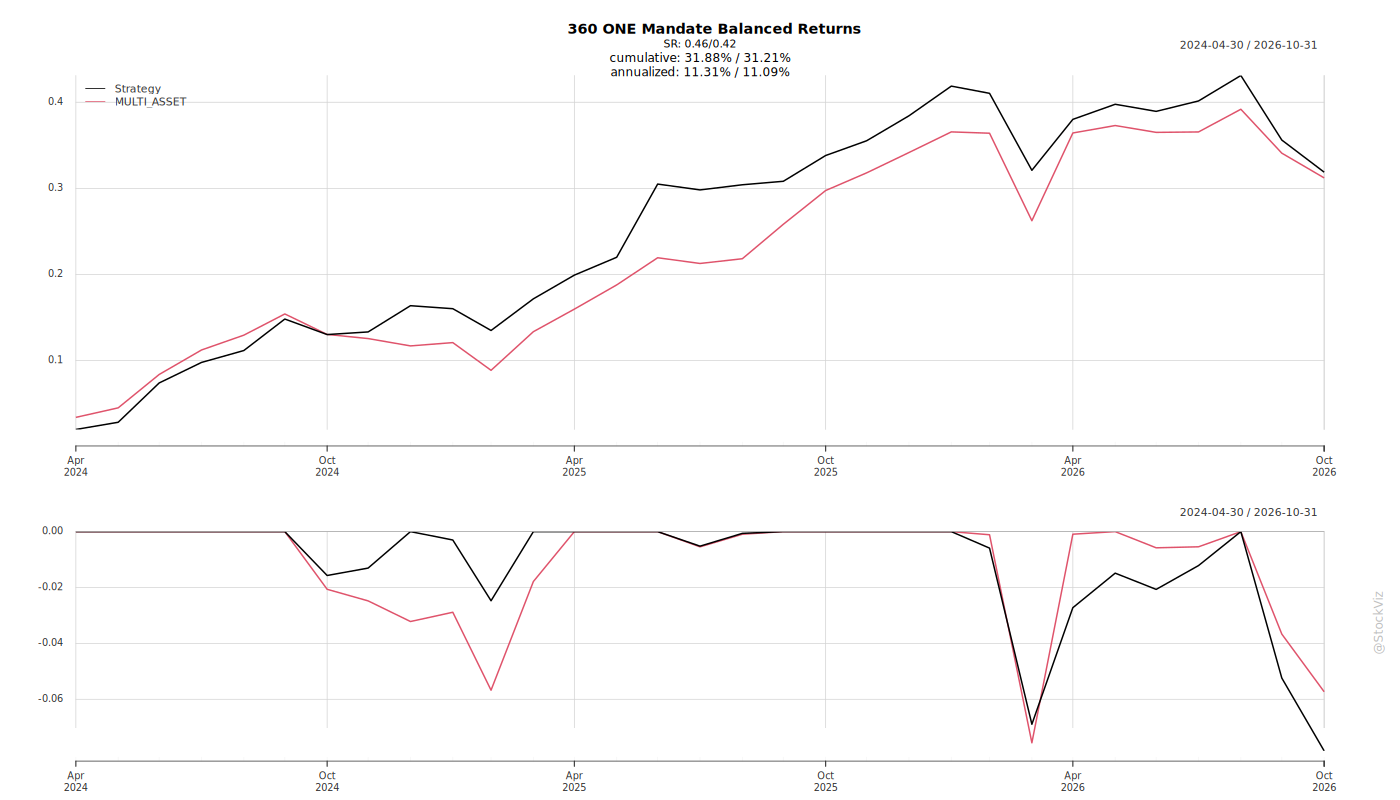 360 ONE Mandate Balanced Returns
SR: 0.46/0.42
cumulative: 31.88% / 31.21%
annualized: 11.31% / 11.09%
2024-04-30 / 2026-10-31
Strategy
MULTI_ASSET
0.4
0.3
0.2
0.1
Apr Oct Apr Oct Apr Oct
2024 2024 2025 2025 2026 2026
2024-04-30 / 2026-10-31
0.00
-0.02
-0.04
-0.06
Apr Oct Apr Oct Apr Oct
2024 2024 2025 2025 2026 2026
@StockViz